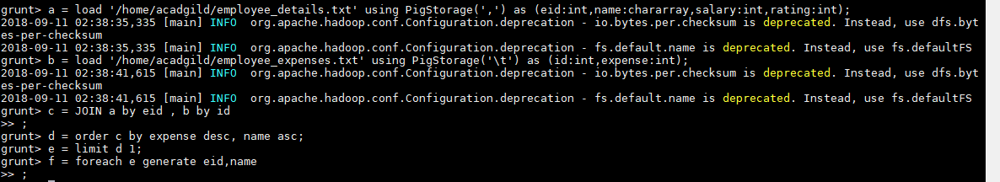 grunt> a = load '/home/acadgild/employee_details.txt' using PigStorage(',') as (eid:int,name:chararray,salary:int,rating:int);
2018-09-11 02:38:35,335 [main] INFO  org.apache.hadoop.conf.Configuration.deprecation - io.bytes.per.checksum is deprecated. Instead, use dfs.byt
es-per-checksum
2018-09-11 02:38:35,335 [main] INFO  org.apache.hadoop.conf.Configuration.deprecation - fs.default.name is deprecated. Instead, use fs.defaultFS
grunt> b = load '/home/acadgild/employee_expenses.txt' using PigStorage('\t') as (id:int,expense:int);
2018-09-11 02:38:41,615 [main] INFO  org.apache.hadoop.conf.Configuration.deprecation - io.bytes.per.checksum is deprecated. Instead, use dfs.byt
es-per-checksum
2018-09-11 02:38:41,615 [main] INFO  org.apache.hadoop.conf.Configuration.deprecation - fs.default.name is deprecated. Instead, use fs.defaultFS
grunt> c = JOIN a by eid , b by id
>> ;
grunt> d = order c by expense desc, name asc;
grunt> e = limit d 1;
grunt> f = foreach e generate eid,name
>> ;